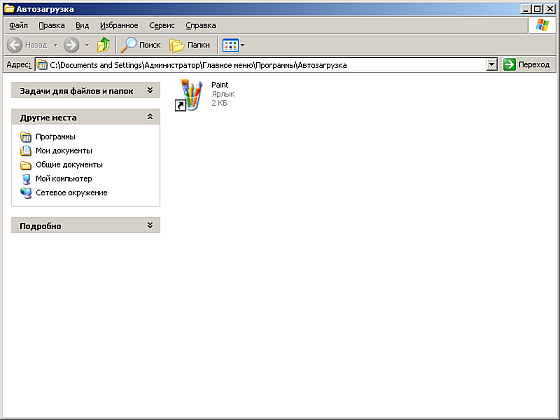 Автозагрузка
Файл Правка Вид Избранное Сервис Справка
Назад Поиск Папки
Адрес: C:\Documents and Settings\Администратор\Главное меню\Программы\Автозагрузка Переход
Задачи для файлов и папок
Другие места
Программы
Мои документы
Общие документы
Мой компьютер
Сетевое окружение
Подробно
Paint
Ярлык
2 КБ